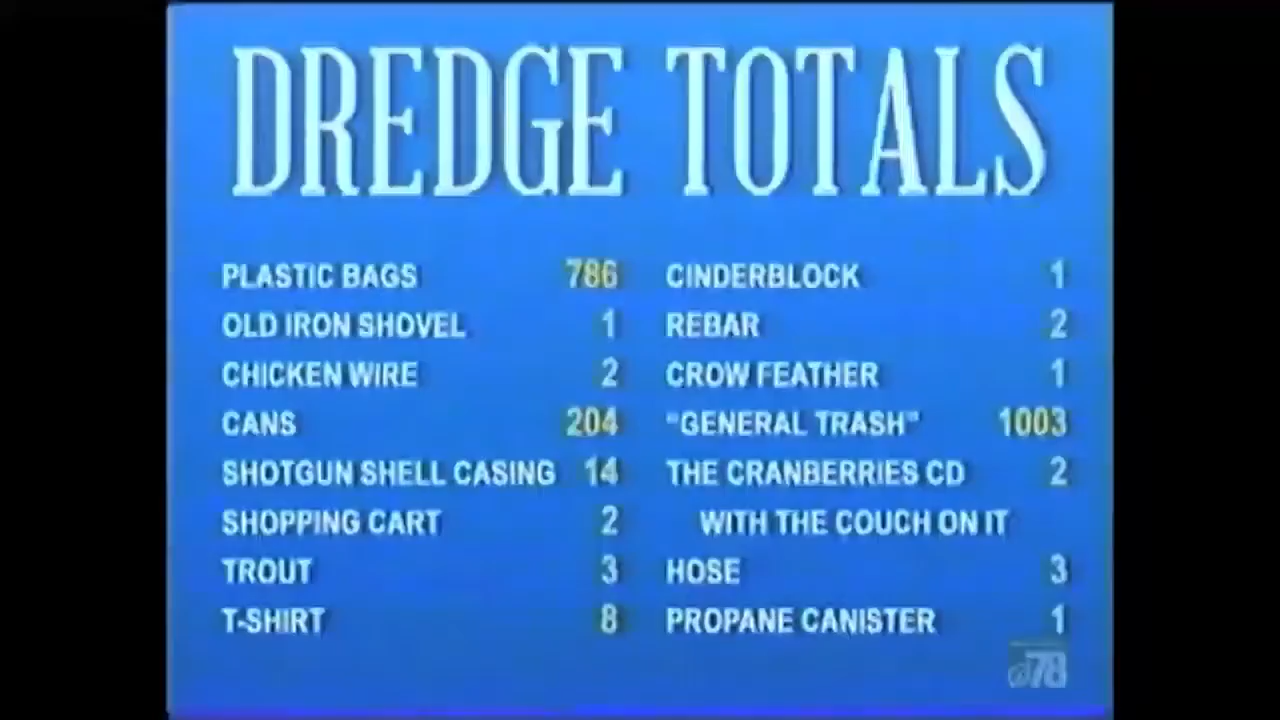 DREDGE TOTALS
PLASTIC BAGS 786
OLD IRON SHOVEL 1
CHICKEN WIRE 2
CANS 204
SHOTGUN SHELL CASING 14
SHOPPING CART 2
TROUT 3
T-SHIRT 8
CINDERBLOCK 1
REBAR 2
CROW FEATHER 1
“GENERAL TRASH” 1003
THE CRANBERRIES CD 2
WITH THE COUCH ON IT
HOSE 3
PROPANE CANISTER 1
@78